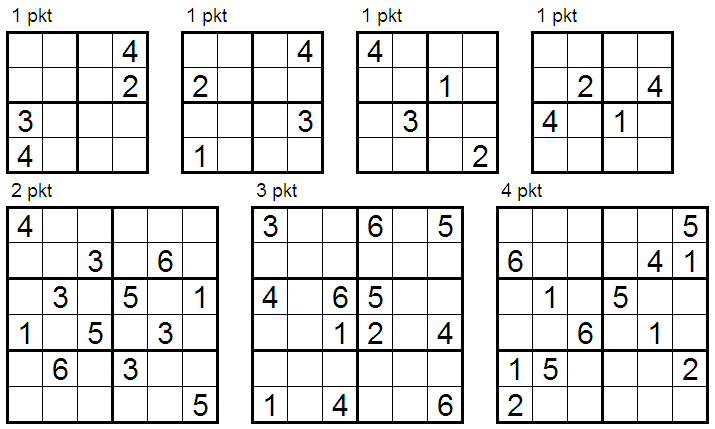 1 pkt 1 pkt 1 pkt 1 pkt
4 4 4
2 2 1 2 4
3 3 3 4 1
4 1 2
2 pkt 3 pkt 4 pkt
4 3 6 5 5
3 6 6 4 1
3 5 1 4 6 5 1 5
1 5 3 1 2 4 6 1
6 3 1 5 2
5 1 4 6 2